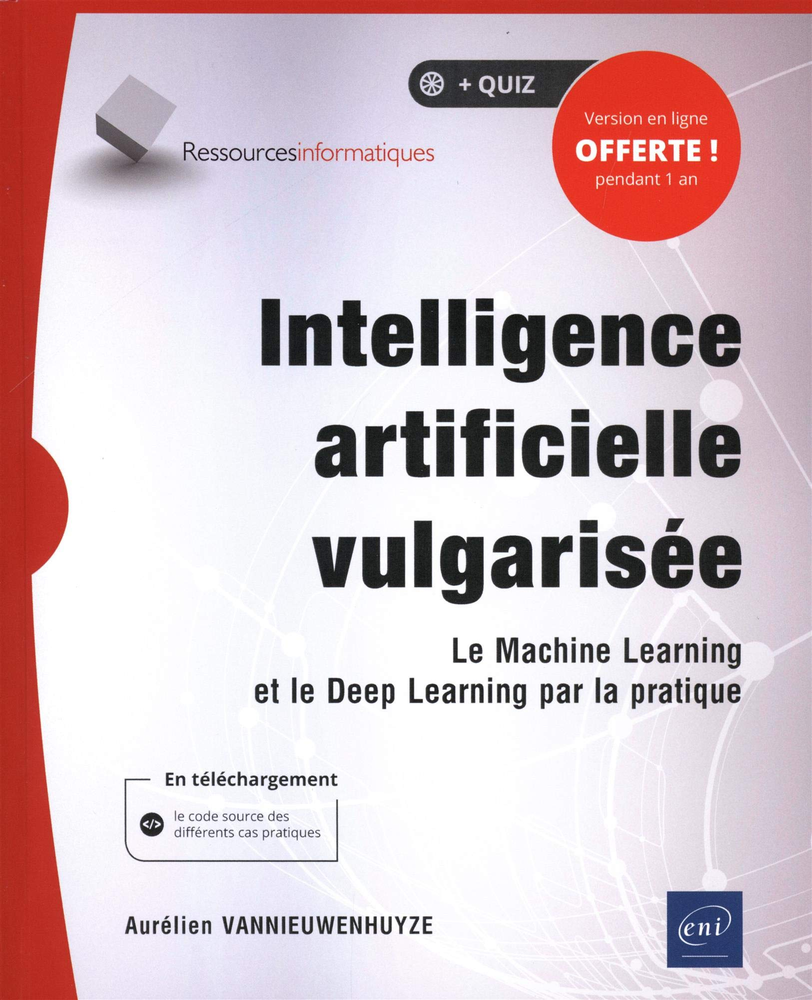 + QUIZ
Version en ligne
OFFERTE !
pendant 1 an
Ressourcesinformatiques
Intelligence
artificielle
vulgarisée
Le Machine Learning
et le Deep Learning par la pratique
En téléchargement
</>
le code source des
différents cas pratiques
Aurélien VANNIEUWENHUYZE
eni